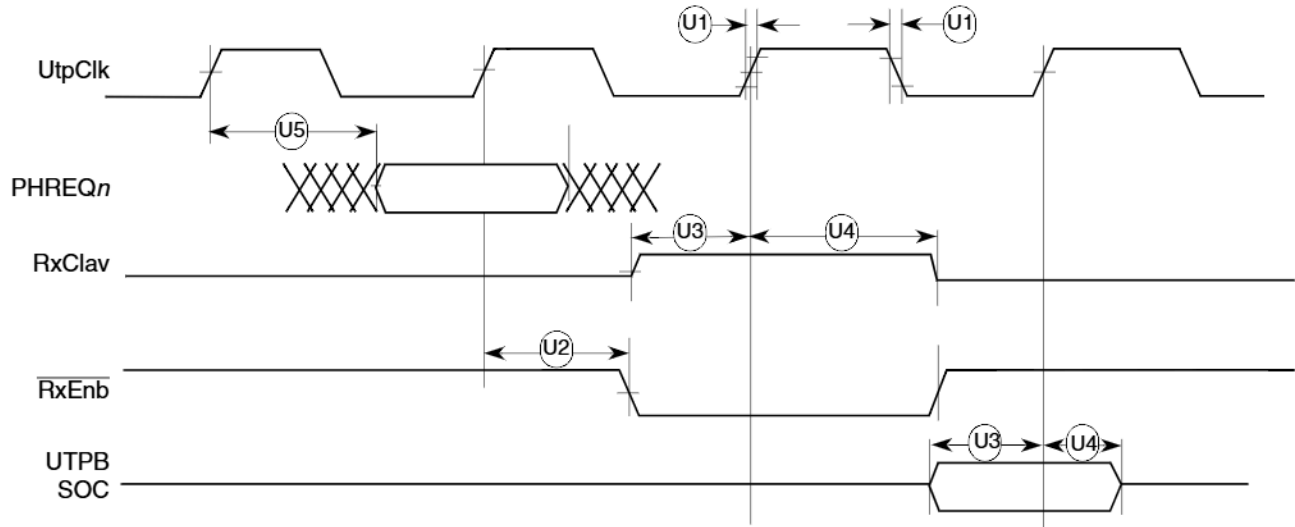 U1 U1
UtpClk
U5
PHREQn
U3 U4
RxClav
U2
RxEnb
U3 U4
UTPB
SOC